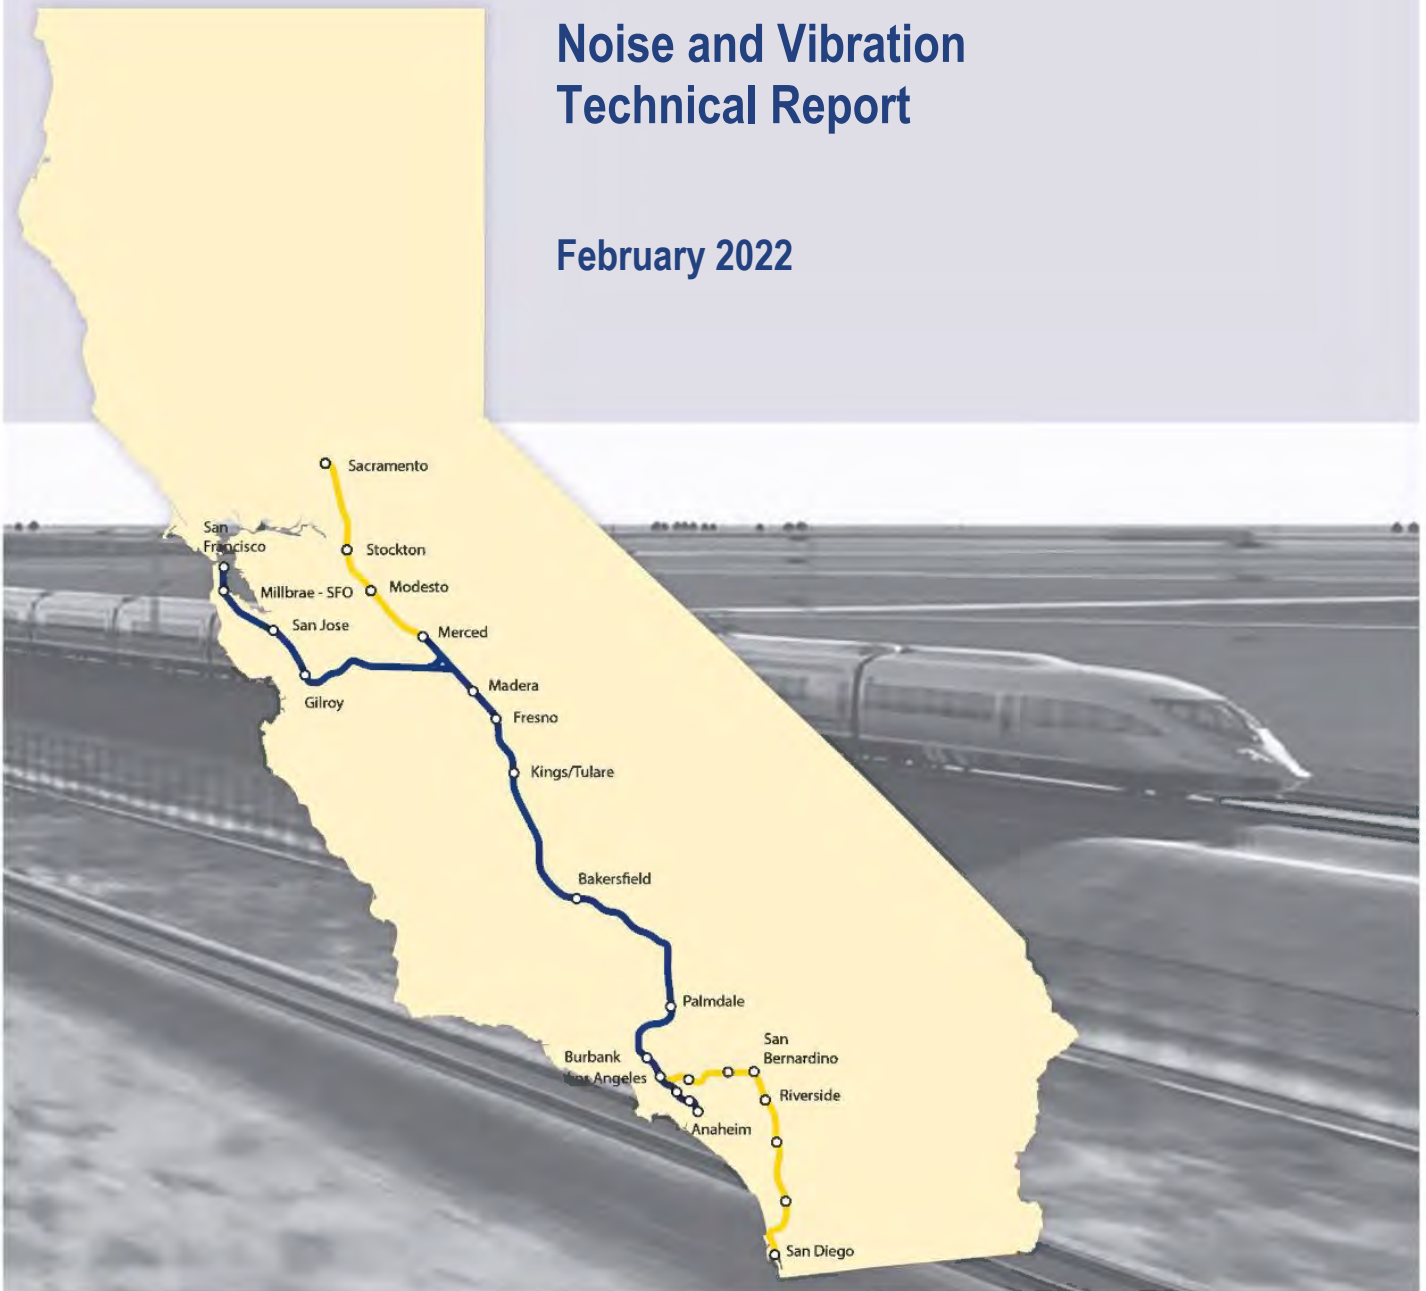 Noise and Vibration
Technical Report
February 2022
Sacramento
San
Francisco
Stockton
Modesto
Millbrae - SFO
San Jose
Merced
Gilroy
Madera
Fresno
Kings/Tulare
Bakersfield
Palmdale
San
Bernardino
Burbank
Los Angeles
Riverside
Anaheim
San Diego